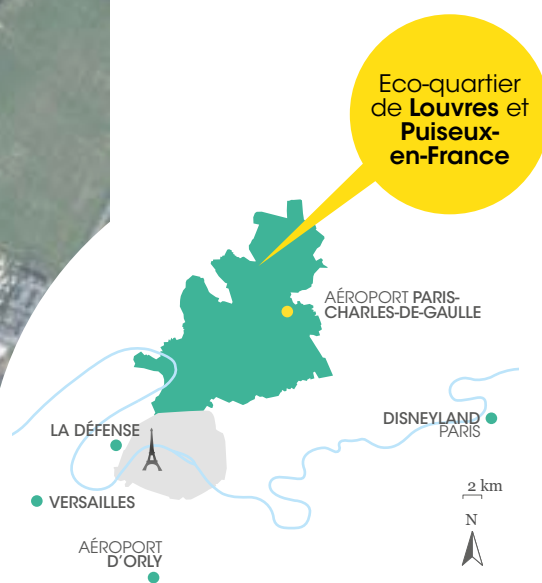 Eco-quartier
de Louvres et
Puiseux-
en-France
AÉROPORT PARIS-
CHARLES-DE-GAULLE
DISNEYLAND
PARIS
LA DÉFENSE
VERSAILLES
AÉROPORT
D'ORLY
2 km
N